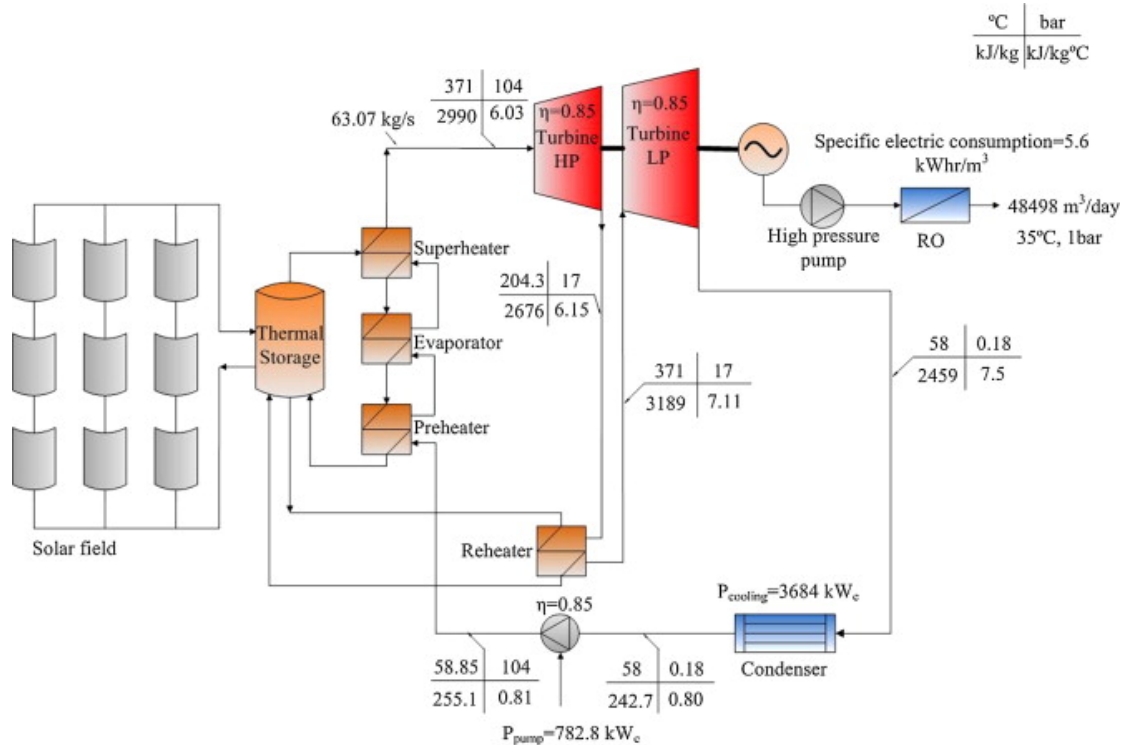 ºC bar
kJ/kg kJ/kgºC
371 104
2990 6.03
63.07 kg/s
η=0.85
Turbine
HP
η=0.85
Turbine
LP
Specific electric consumption=5.6
kWhr/m³
48498 m³/day
35ºC, 1bar
High pressure
pump
RO
Superheater
Evaporator
Preheater
Thermal
Storage
204.3 17
2676 6.15
371 17
3189 7.11
58 0.18
2459 7.5
Solar field
Reheater
η=0.85
P_cooling=3684 kW_e
Condenser
58.85 104
255.1 0.81
58 0.18
242.7 0.80
P_pump=782.8 kW_e